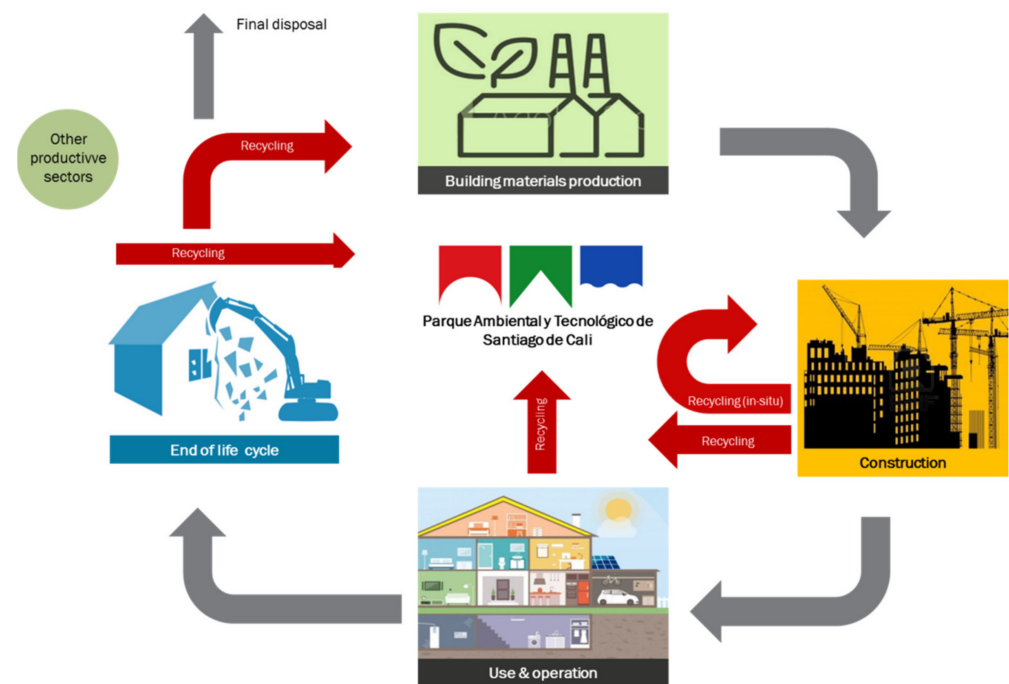 Final disposal
Other
productivve
sectors
Recycling
Building materials production
Recycling
Parque Ambiental y Tecnológico de
Santiago de Cali
Recycling (in-situ)
Recycling
Recycling
End of life cycle
Construction
Use & operation